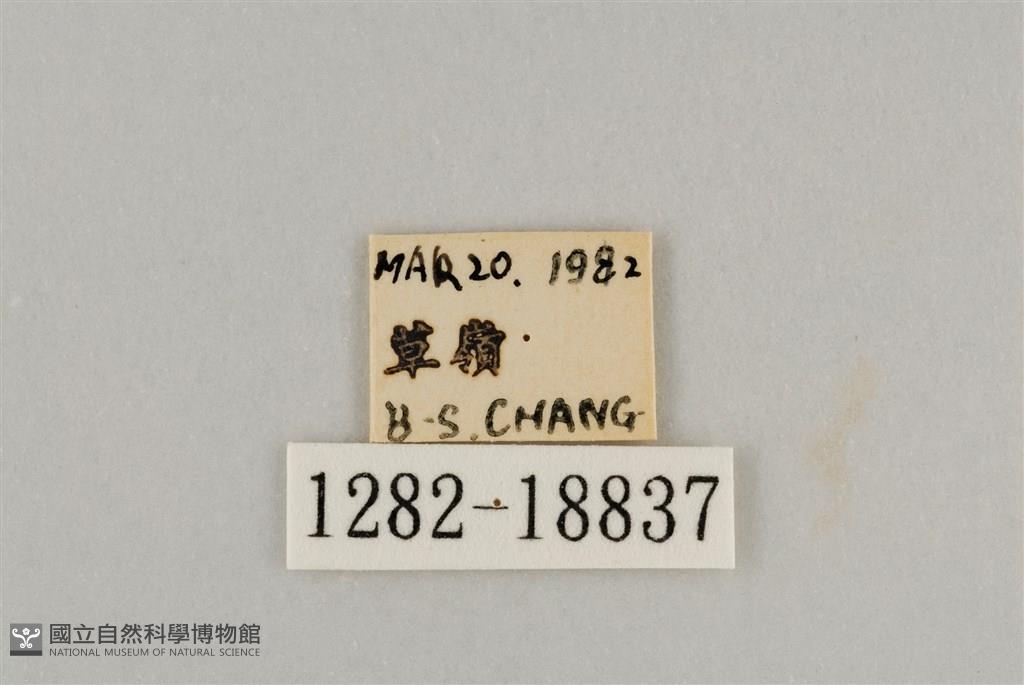 MAR 20. 1982
草嶺
B-S. CHANG
1282-18837
國立自然科學博物館
NATIONAL MUSEUM OF NATURAL SCIENCE